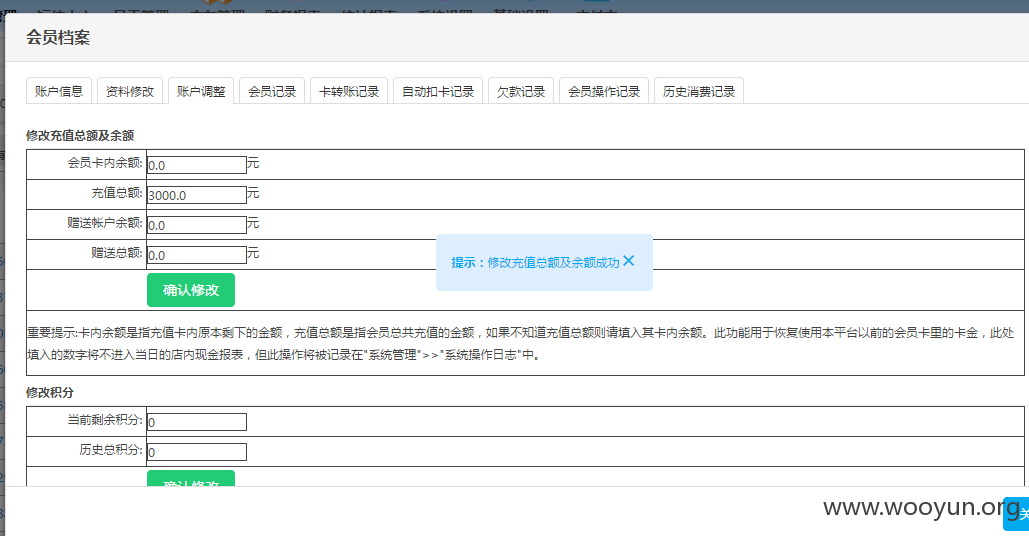 会员档案
账户信息 资料修改 账户调整 会员记录 卡转账记录 自动扣卡记录 欠款记录 会员操作记录 历史消费记录
修改充值总额及余额
会员卡内余额: 0.0 元
充值总额: 3000.0 元
赠送帐户余额: 0.0 元
赠送总额: 0.0 元
提示：修改充值总额及余额成功 ×
确认修改
重要提示:卡内余额是指充值卡内原本剩下的金额，充值总额是指会员总共充值的金额，如果不知道充值总额则请填入其卡内余额。此功能用于恢复使用本平台以前的会员卡里的卡金，此处
填入的数字将不进入当日的店内现金报表，但此操作将被记录在"系统管理">>"系统操作日志"中。
修改积分
当前剩余积分: 0
历史总积分: 0
确认修改
www.wooyun.org